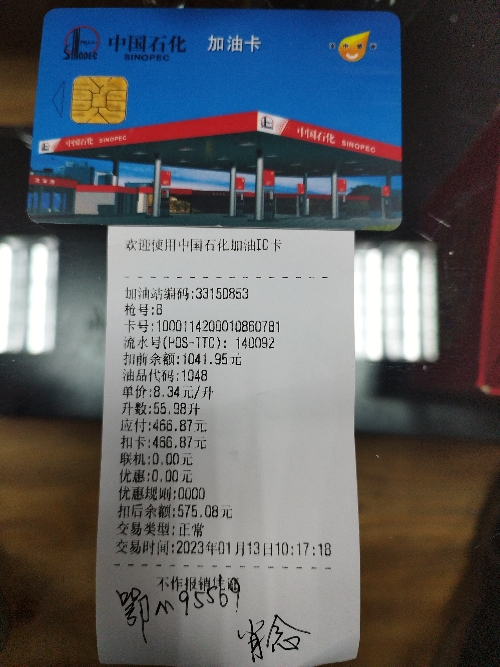 中国石化
SINOPEC
加油卡
中国石化 SINOPEC
中国石化 SINOPEC
欢迎使用中国石化加油IC卡
加油站编码:33150853
枪号:8
卡号:1000114200010860781
流水号(POS-TTC): 140092
扣前余额:1041.95元
油品代码:1048
单价:8.34元/升
升数:55.98升
应付:466.87元
扣卡:466.87元
联机:0.00元
优惠:0.00元
优惠规则:0000
扣后余额:575.08元
交易类型:正常
交易时间:2023年01月13日10:17:18
不作报销凭证